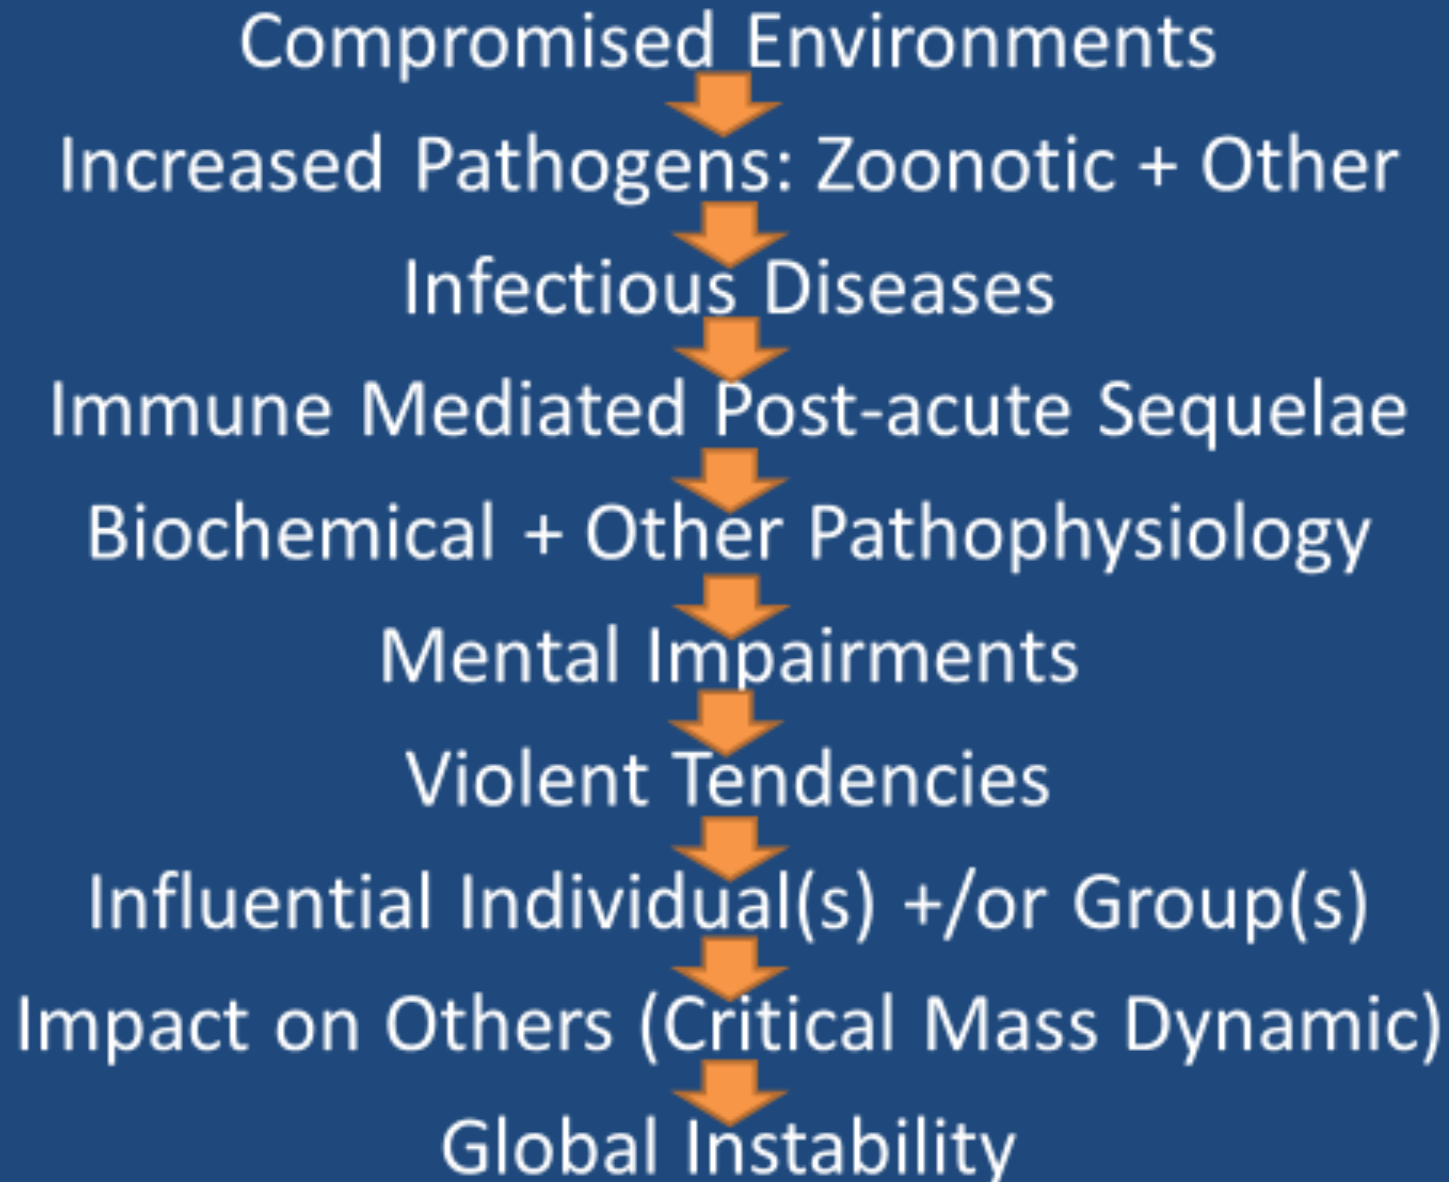 Compromised Environments
Increased Pathogens: Zoonotic + Other
Infectious Diseases
Immune Mediated Post-acute Sequelae
Biochemical + Other Pathophysiology
Mental Impairments
Violent Tendencies
Influential Individual(s) +/or Group(s)
Impact on Others (Critical Mass Dynamic)
Global Instability